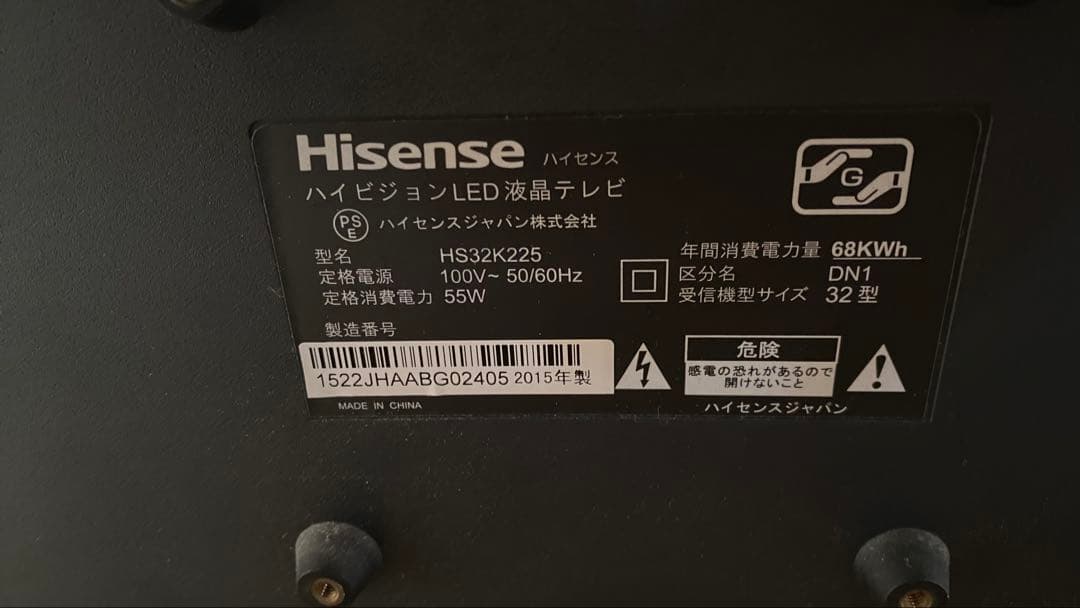 Hisense ハイセンス
ハイビジョンLED液晶テレビ
PSE ハイセンスジャパン株式会社
G
型名 HS32K225
定格電源 100V~ 50/60Hz
定格消費電力 55W
年間消費電力量 68KWh
区分名 DN1
受信機型サイズ 32型
製造番号
1522JHAABG02405 2015年製
MADE IN CHINA
危険
感電の恐れがあるので
開けないこと
ハイセンスジャパン